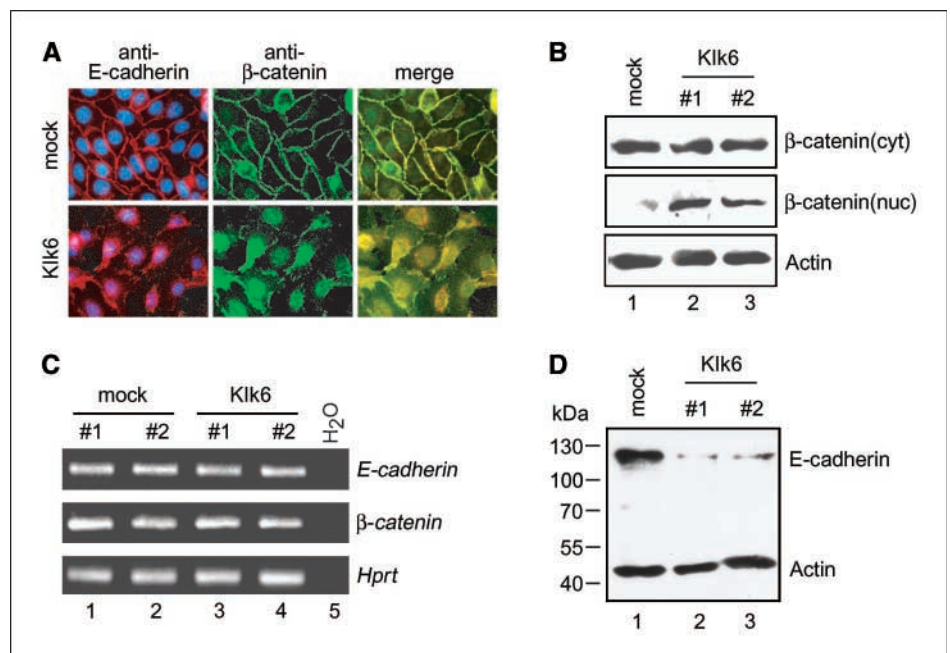 A
anti-
E-cadherin
anti-
β-catenin
merge
mock
Klk6
B
mock
Klk6
#1
#2
β-catenin(cyt)
β-catenin(nuc)
Actin
1 2 3
C
mock
Klk6
#1 #2 #1 #2 H₂O
E-cadherin
β-catenin
Hprt
1 2 3 4 5
D
mock
Klk6
kDa
#1 #2
130
E-cadherin
100
70
55
Actin
40
1 2 3